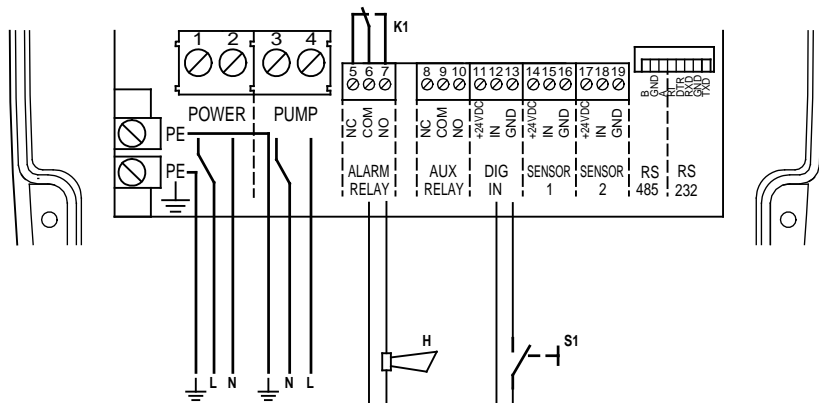 K1
1 2 3 4
5 6 7
8 9 10 11 12 13 14 15 16 17 18 19
POWER PUMP
NC COM NO
NC COM NO
+24VDC IN GND
+24VDC IN GND
+24VDC IN GND
B GND A RI DTR RXD GND TXD
PE
PE
ALARM RELAY
AUX RELAY
DIG IN
SENSOR 1
SENSOR 2
RS 485
RS 232
H
S1
L N N L